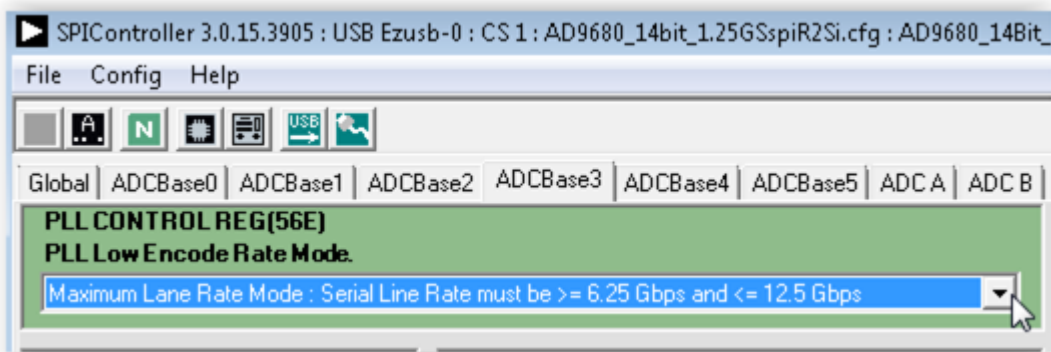 SPIController 3.0.15.3905 : USB Ezusb-0 : CS 1 : AD9680_14bit_1.25GSspiR2Si.cfg : AD9680_14Bit_
File Config Help
A N USB
Global ADCBase0 ADCBase1 ADCBase2 ADCBase3 ADCBase4 ADCBase5 ADC A ADC B
PLL CONTROL REG(56E)
PLL Low Encode Rate Mode.
Maximum Lane Rate Mode : Serial Line Rate must be >= 6.25 Gbps and <= 12.5 Gbps